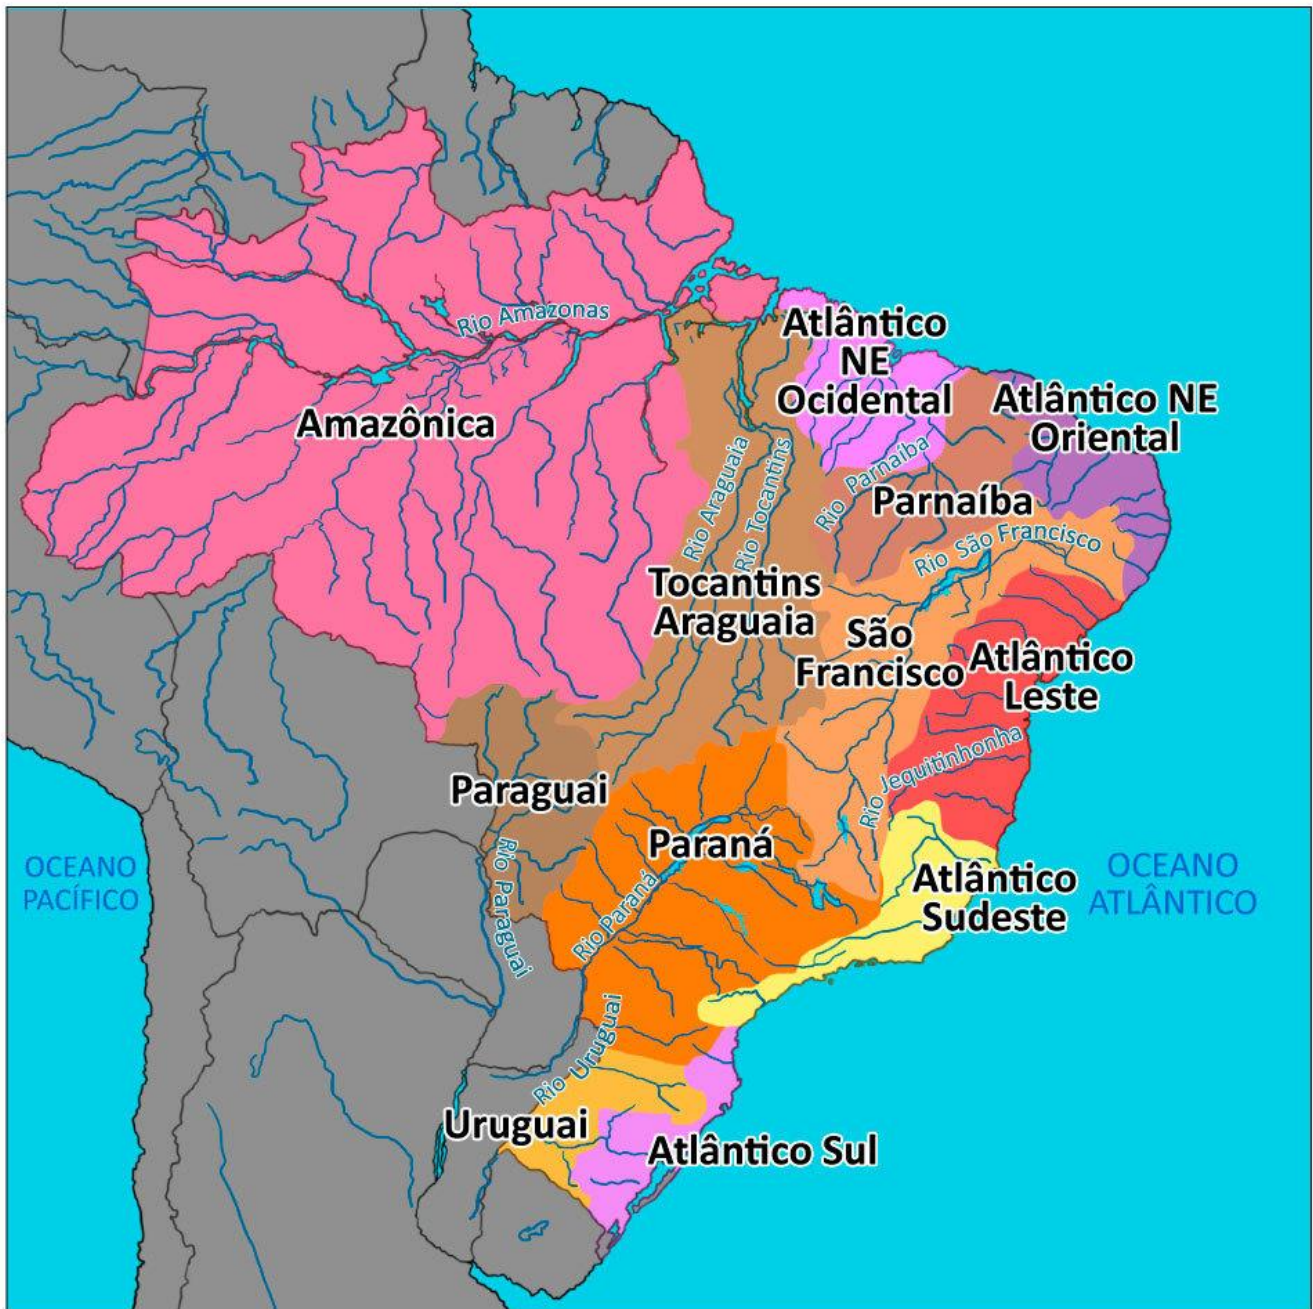 Rio Amazonas
Atlântico
NE
Ocidental
Amazônica
Atlântico NE
Oriental
Rio Araguaia
Rio Tocantins
Rio Parnaíba
Parnaíba
Rio São Francisco
Tocantins
Araguaia
São
Francisco
Atlântico
Leste
Rio Jequitinhonha
Paraguai
Rio Paraguai
Paraná
Rio Paraná
OCEANO
PACÍFICO
Atlântico
Sudeste
OCEANO
ATLÂNTICO
Rio Uruguai
Uruguai
Atlântico Sul